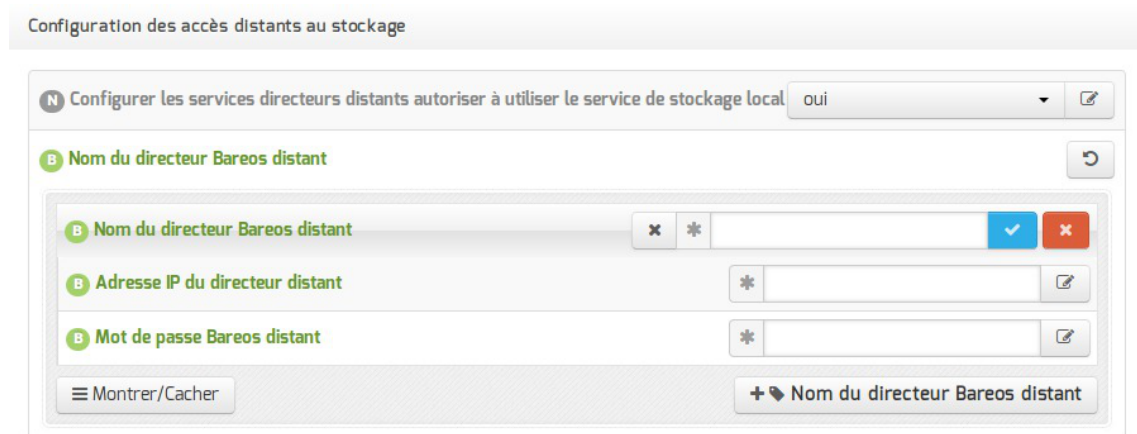 Configuration des accès distants au stockage
N Configurer les services directeurs distants autoriser à utiliser le service de stockage local oui
B Nom du directeur Bareos distant
B Nom du directeur Bareos distant
B Adresse IP du directeur distant
B Mot de passe Bareos distant
Montrer/Cacher
Nom du directeur Bareos distant